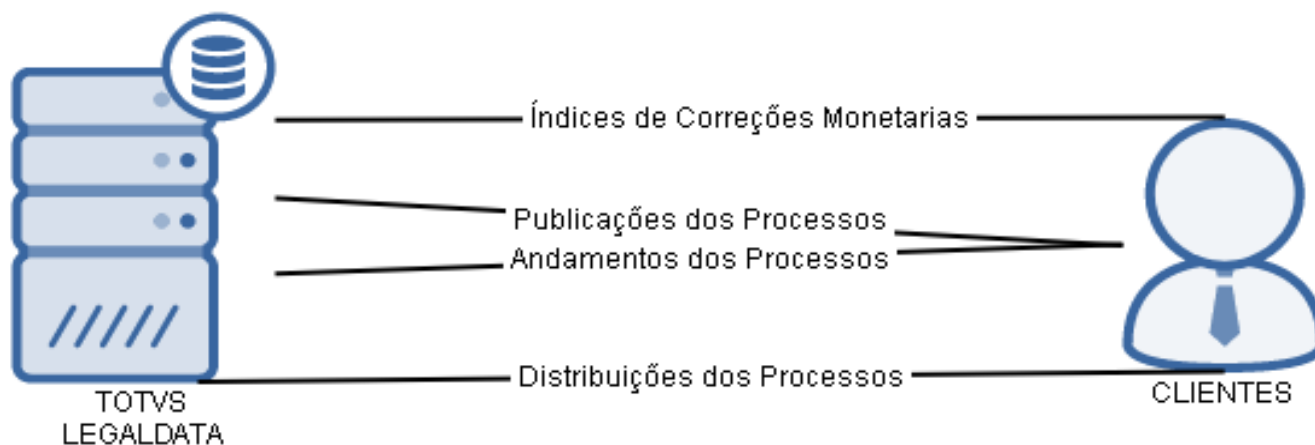 Índices de Correções Monetarias
Publicações dos Processos
Andamentos dos Processos
Distribuições dos Processos
TOTVS
LEGALDATA
CLIENTES